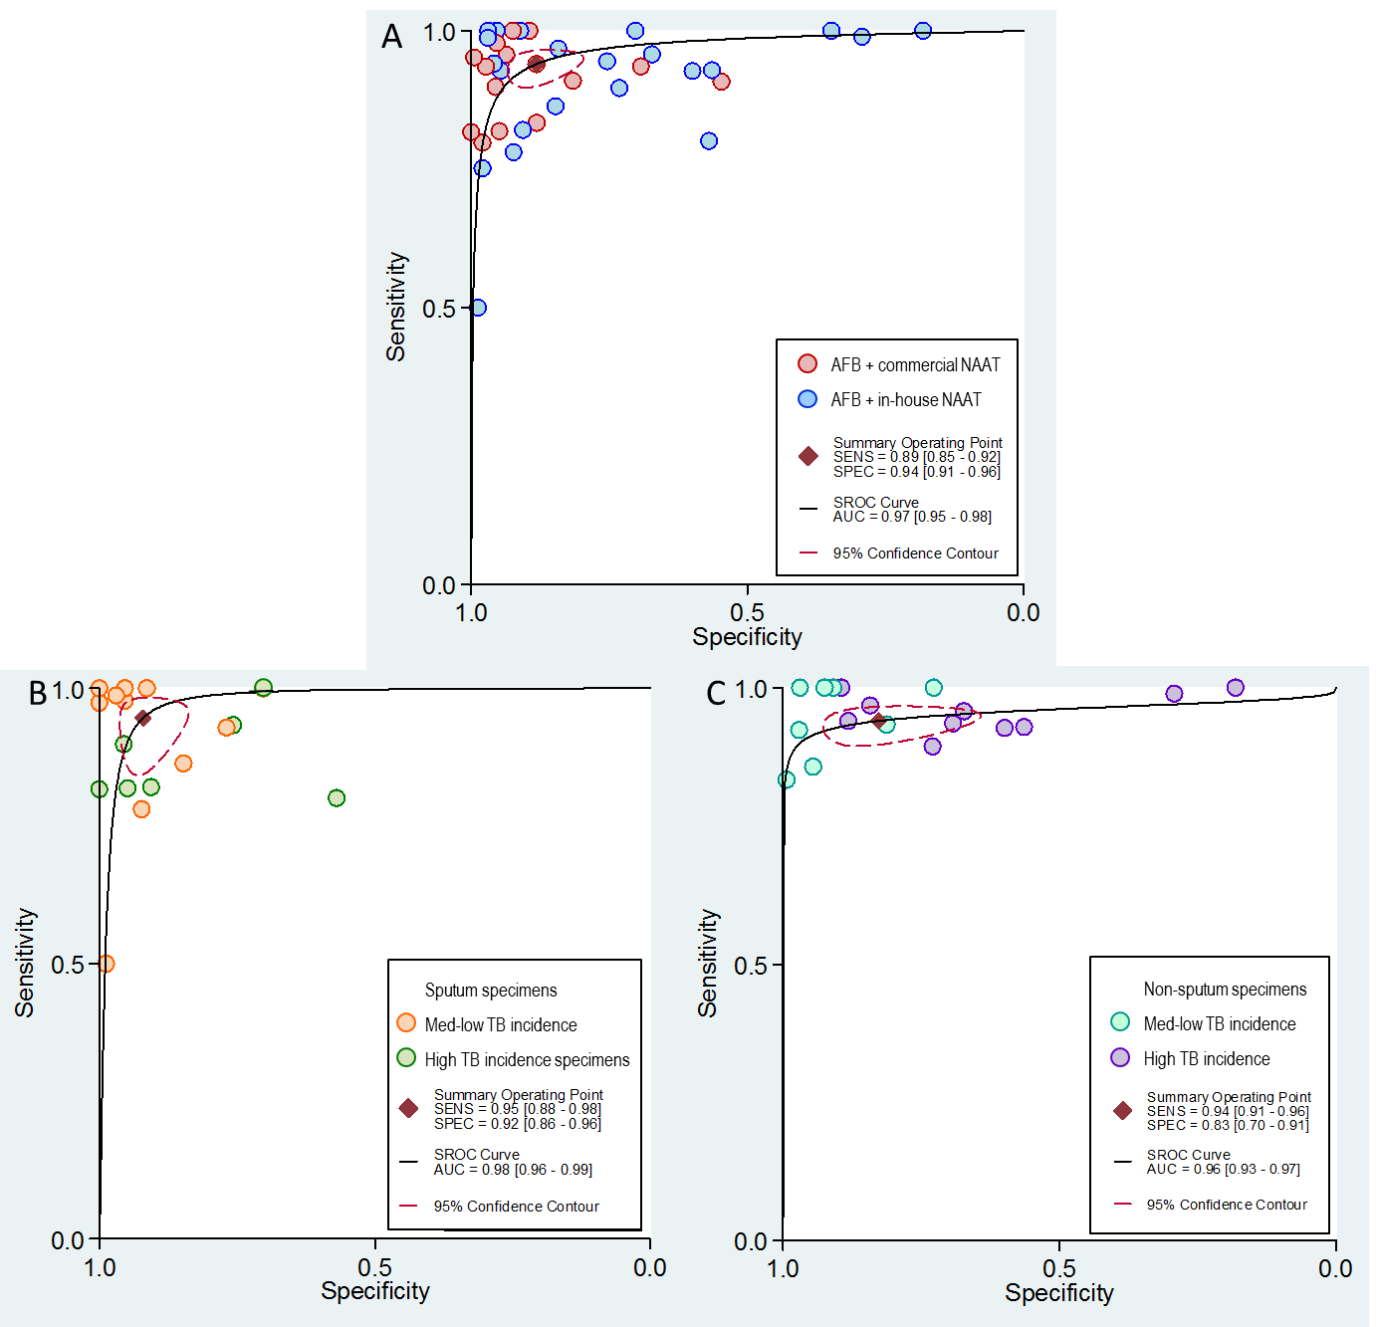 A
1.0
Sensitivity
0.5
AFB + commercial NAAT
AFB + in-house NAAT
Summary Operating Point
SENS = 0.89 [0.85 - 0.92]
SPEC = 0.94 [0.91 - 0.96]
SROC Curve
AUC = 0.97 [0.95 - 0.98]
95% Confidence Contour
0.0
1.0
0.5
0.0
Specificity
B
1.0
Sensitivity
0.5
Sputum specimens
Med-low TB incidence
High TB incidence specimens
Summary Operating Point
SENS = 0.95 [0.88 - 0.98]
SPEC = 0.92 [0.86 - 0.96]
SROC Curve
AUC = 0.98 [0.96 - 0.99]
95% Confidence Contour
0.0
1.0
0.5
0.0
Specificity
C
1.0
Sensitivity
0.5
Non-sputum specimens
Med-low TB incidence
High TB incidence
Summary Operating Point
SENS = 0.94 [0.91 - 0.96]
SPEC = 0.83 [0.70 - 0.91]
SROC Curve
AUC = 0.96 [0.93 - 0.97]
95% Confidence Contour
0.0
1.0
0.5
0.0
Specificity